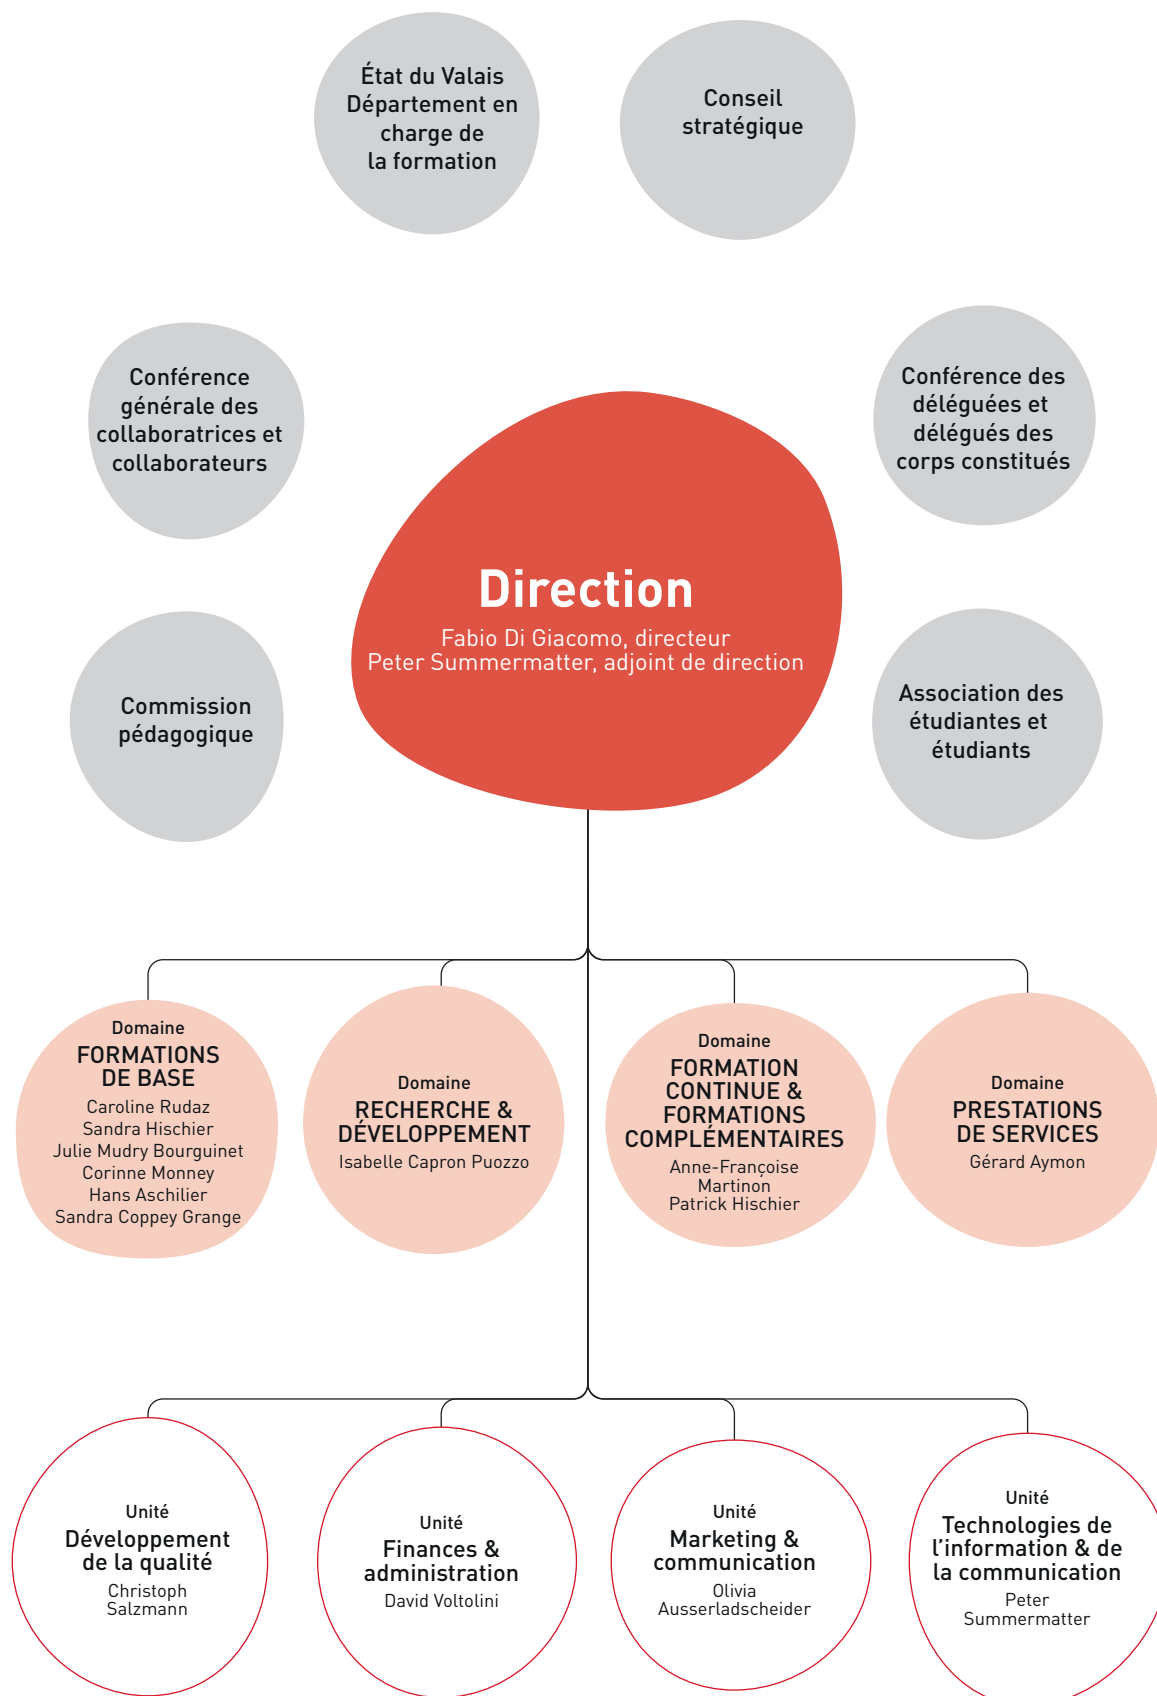 État du Valais
Département en
charge de
la formation
Conseil
stratégique
Conférence
générale des
collaboratrices et
collaborateurs
Conférence des
déléguées et
délégués des
corps constitués
Direction
Fabio Di Giacomo, directeur
Peter Summermatter, adjoint de direction
Commission
pédagogique
Association des
étudiantes et
étudiants
Domaine
FORMATIONS
DE BASE
Caroline Rudaz
Sandra Hischier
Julie Mudry Bourguinet
Corinne Monney
Hans Aschilier
Sandra Coppey Grange
Domaine
RECHERCHE &
DÉVELOPPEMENT
Isabelle Capron Puozzo
Domaine
FORMATION
CONTINUE &
FORMATIONS
COMPLÉMENTAIRES
Anne-Françoise
Martinon
Patrick Hischier
Domaine
PRESTATIONS
DE SERVICES
Gérard Aymon
Unité
Développement
de la qualité
Christoph
Salzmann
Unité
Finances &
administration
David Voltolini
Unité
Marketing &
communication
Olivia
Ausserladscheider
Unité
Technologies de
l'information & de
la communication
Peter
Summermatter